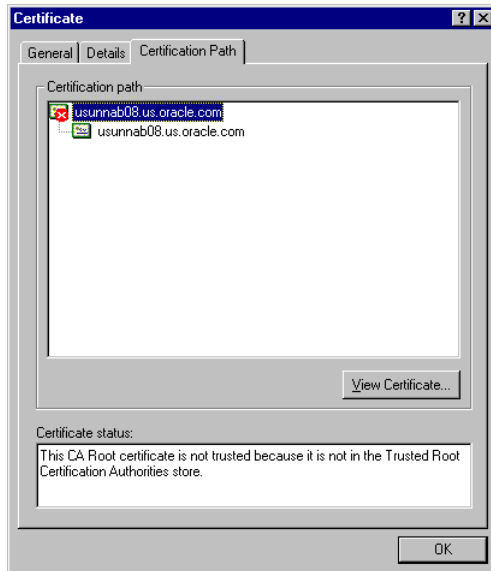 Certificate
General Details Certification Path
Certification path
usunnab08.us.oracle.com
usunnab08.us.oracle.com
View Certificate...
Certificate status:
This CA Root certificate is not trusted because it is not in the Trusted Root
Certification Authorities store.
OK